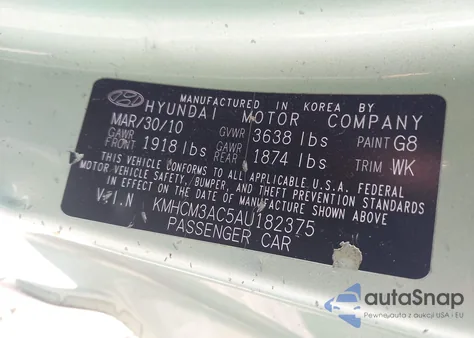 MANUFACTURED IN KOREA BY
HYUNDAI MOTOR COMPANY
MAR/30/10 GVWR 3638 lbs PAINT G8
GAWR FRONT 1918 lbs GAWR REAR 1874 lbs TRIM WK
THIS VEHICLE CONFORMS TO ALL APPLICABLE U.S.A. FEDERAL
MOTOR VEHICLE SAFETY, BUMPER, AND THEFT PREVENTION STANDARDS
IN EFFECT ON THE DATE OF MANUFACTURE SHOWN ABOVE.
V.I.N KMHCM3AC5AU182375
PASSENGER CAR
autoSnap
Pewnieauta z aukcji USA i EU